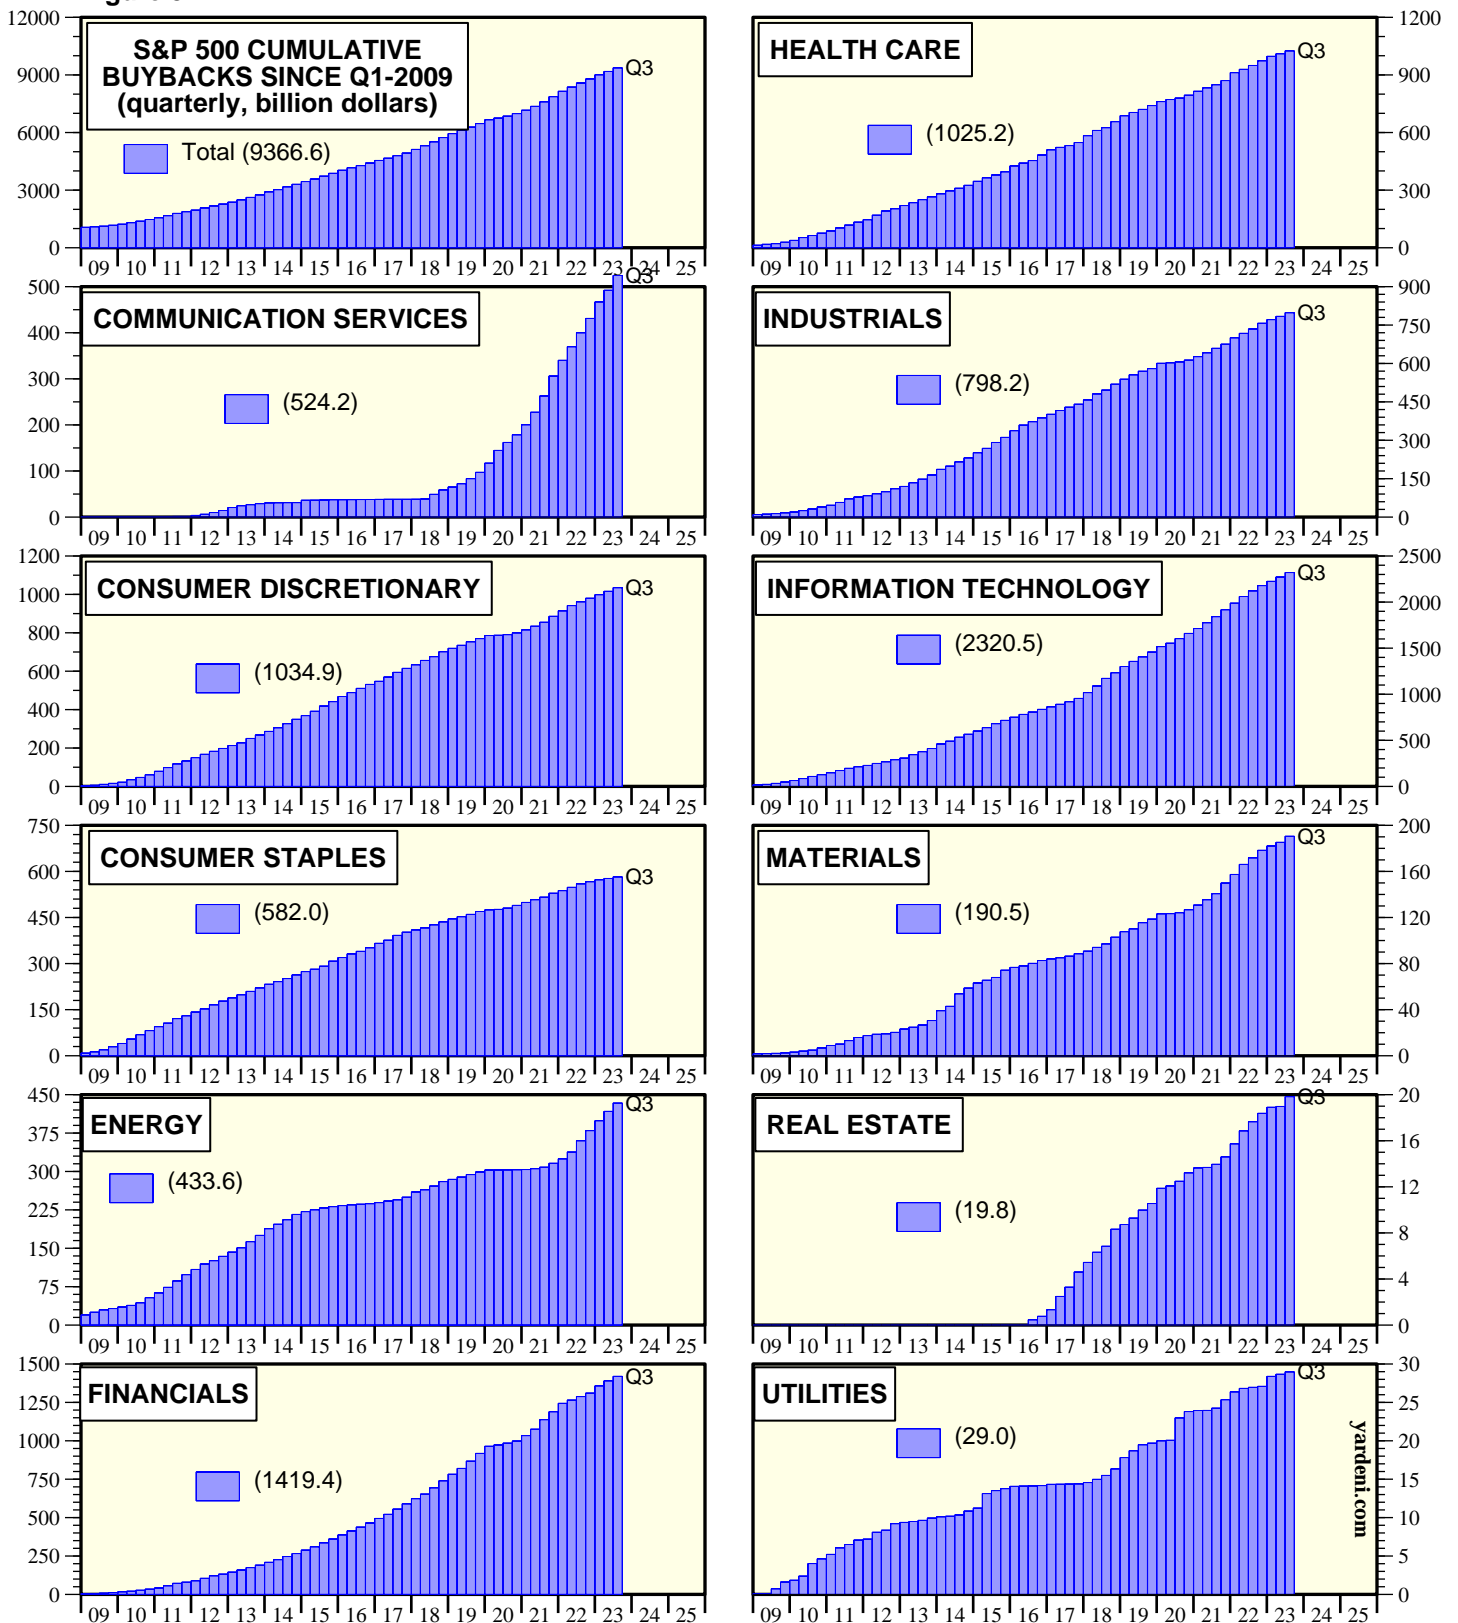 12000
9000
6000
3000
0
S&P 500 CUMULATIVE
BUYBACKS SINCE Q1-2009
(quarterly, billion dollars)
Total (9366.6)
Q3
09 10 11 12 13 14 15 16 17 18 19 20 21 22 23 24 25
HEALTH CARE
(1025.2)
Q3
1200
900
600
300
0
09 10 11 12 13 14 15 16 17 18 19 20 21 22 23 24 25
500
400
300
200
100
0
COMMUNICATION SERVICES
(524.2)
Q3
09 10 11 12 13 14 15 16 17 18 19 20 21 22 23 24 25
INDUSTRIALS
(798.2)
Q3
900
750
600
450
300
150
0
09 10 11 12 13 14 15 16 17 18 19 20 21 22 23 24 25
1200
1000
800
600
400
200
0
CONSUMER DISCRETIONARY
(1034.9)
Q3
09 10 11 12 13 14 15 16 17 18 19 20 21 22 23 24 25
INFORMATION TECHNOLOGY
(2320.5)
Q3
2500
2000
1500
1000
500
0
09 10 11 12 13 14 15 16 17 18 19 20 21 22 23 24 25
750
600
450
300
150
0
CONSUMER STAPLES
(582.0)
Q3
09 10 11 12 13 14 15 16 17 18 19 20 21 22 23 24 25
MATERIALS
(190.5)
Q3
200
160
120
80
40
0
09 10 11 12 13 14 15 16 17 18 19 20 21 22 23 24 25
450
375
300
225
150
75
0
ENERGY
(433.6)
Q3
09 10 11 12 13 14 15 16 17 18 19 20 21 22 23 24 25
REAL ESTATE
(19.8)
Q3
20
16
12
8
4
0
09 10 11 12 13 14 15 16 17 18 19 20 21 22 23 24 25
1500
1250
1000
750
500
250
0
FINANCIALS
(1419.4)
Q3
09 10 11 12 13 14 15 16 17 18 19 20 21 22 23 24 25
UTILITIES
(29.0)
Q3
30
25
20
15
10
5
0
09 10 11 12 13 14 15 16 17 18 19 20 21 22 23 24 25
yardeni.com